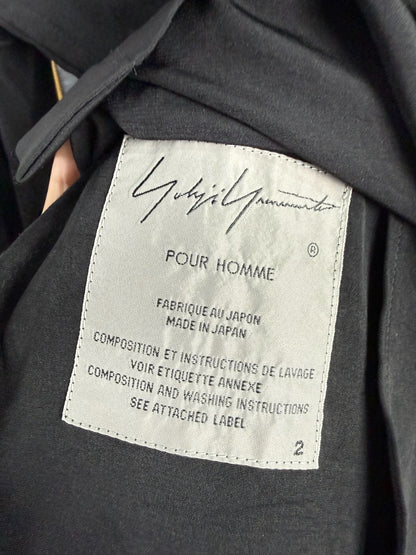 Yohji Yamamoto
®
POUR HOMME
FABRIQUE AU JAPON
MADE IN JAPAN
COMPOSITION ET INSTRUCTIONS DE LAVAGE
VOIR ETIQUETTE ANNEXE
COMPOSITION AND WASHING INSTRUCTIONS
SEE ATTACHED LABEL
2